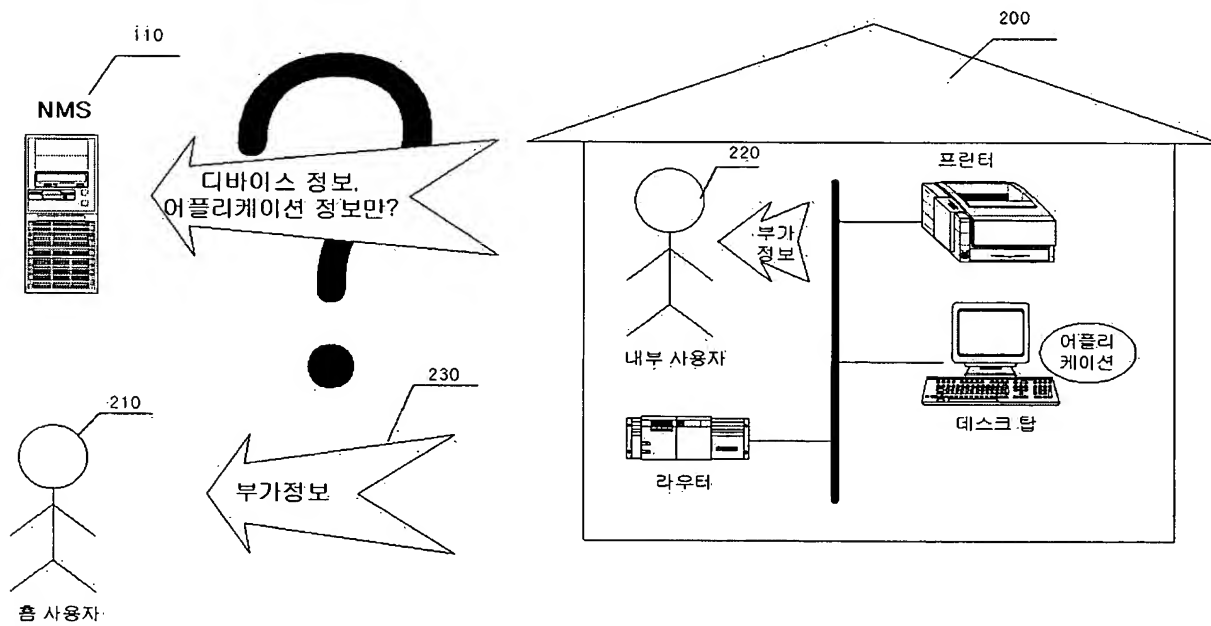 110
NMS
디바이스 정보,
어플리케이션 정보만?
200
220
프린터
부가
정보
내부 사용자
어플리
케이션
데스크 탑
라우터
210
230
부가정보
홈 사용자